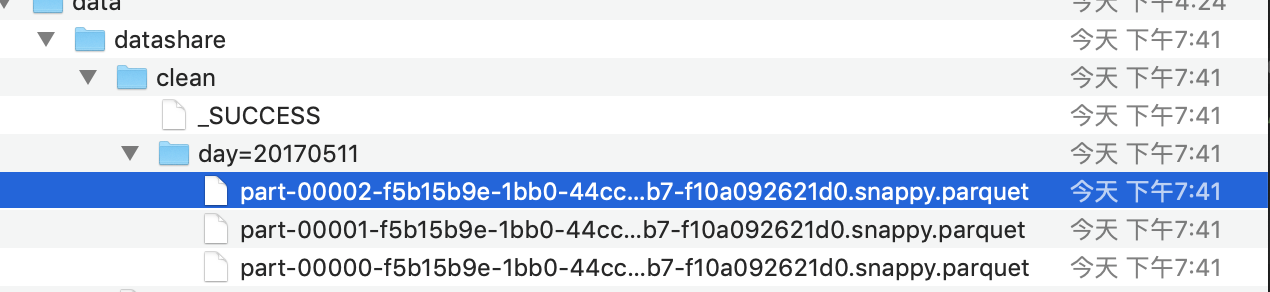 data 今天 下午4:24
datashare 今天 下午7:41
clean 今天 下午7:41
_SUCCESS 今天 下午7:41
day=20170511 今天 下午7:41
part-00002-f5b15b9e-1bb0-44cc...b7-f10a092621d0.snappy.parquet 今天 下午7:41
part-00001-f5b15b9e-1bb0-44cc...b7-f10a092621d0.snappy.parquet 今天 下午7:41
part-00000-f5b15b9e-1bb0-44cc...b7-f10a092621d0.snappy.parquet 今天 下午7:41